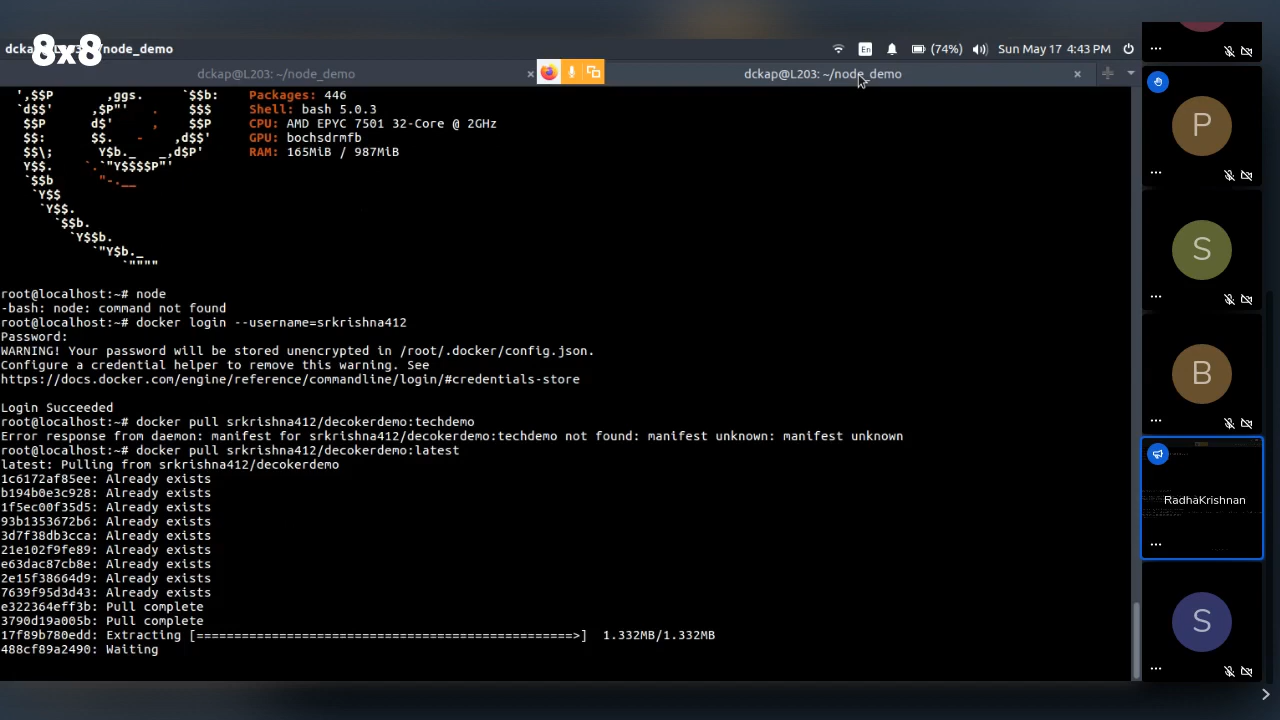 dcka
8x8
/node_demo
En
(74%)
Sun May 17 4:43 PM
dckap@L203: ~/node_demo
dckap@L203: ~/node_demo
',$$P ,ggs. `$$b: Packages: 446
`d$$' ,$P"' . $$$ Shell: bash 5.0.3
$$P d$' , $$P CPU: AMD EPYC 7501 32-Core @ 2GHz
$$: $$. - ,d$$' GPU: bochsdrmfb
$$\; Y$b._ _,d$P' RAM: 165MiB / 987MiB
Y$$. `.`"Y$$$$P"'
`$$b "-.__
`Y$$
`Y$$.
`$$b.
`Y$$b.
`"Y$b._
`""""
root@localhost:~# node
-bash: node: command not found
root@localhost:~# docker login --username=srkrishna412
Password:
WARNING! Your password will be stored unencrypted in /root/.docker/config.json.
Configure a credential helper to remove this warning. See
https://docs.docker.com/engine/reference/commandline/login/#credentials-store
Login Succeeded
root@localhost:~# docker pull srkrishna412/decokerdemo:techdemo
Error response from daemon: manifest for srkrishna412/decokerdemo:techdemo not found: manifest unknown: manifest unknown
root@localhost:~# docker pull srkrishna412/decokerdemo:latest
latest: Pulling from srkrishna412/decokerdemo
1c6172af85ee: Already exists
b194b0e3c928: Already exists
1f5ec00f35d5: Already exists
93b1353672b6: Already exists
3d7f38db3cca: Already exists
21e102f9fe89: Already exists
e63dac87cb8e: Already exists
2e15f38664d9: Already exists
7639f95d3d43: Already exists
e322364eff3b: Pull complete
3790d19a005b: Pull complete
17f89b780edd: Extracting [==================================================>] 1.332MB/1.332MB
488cf89a2490: Waiting
P
S
B
RadhaKrishnan
S